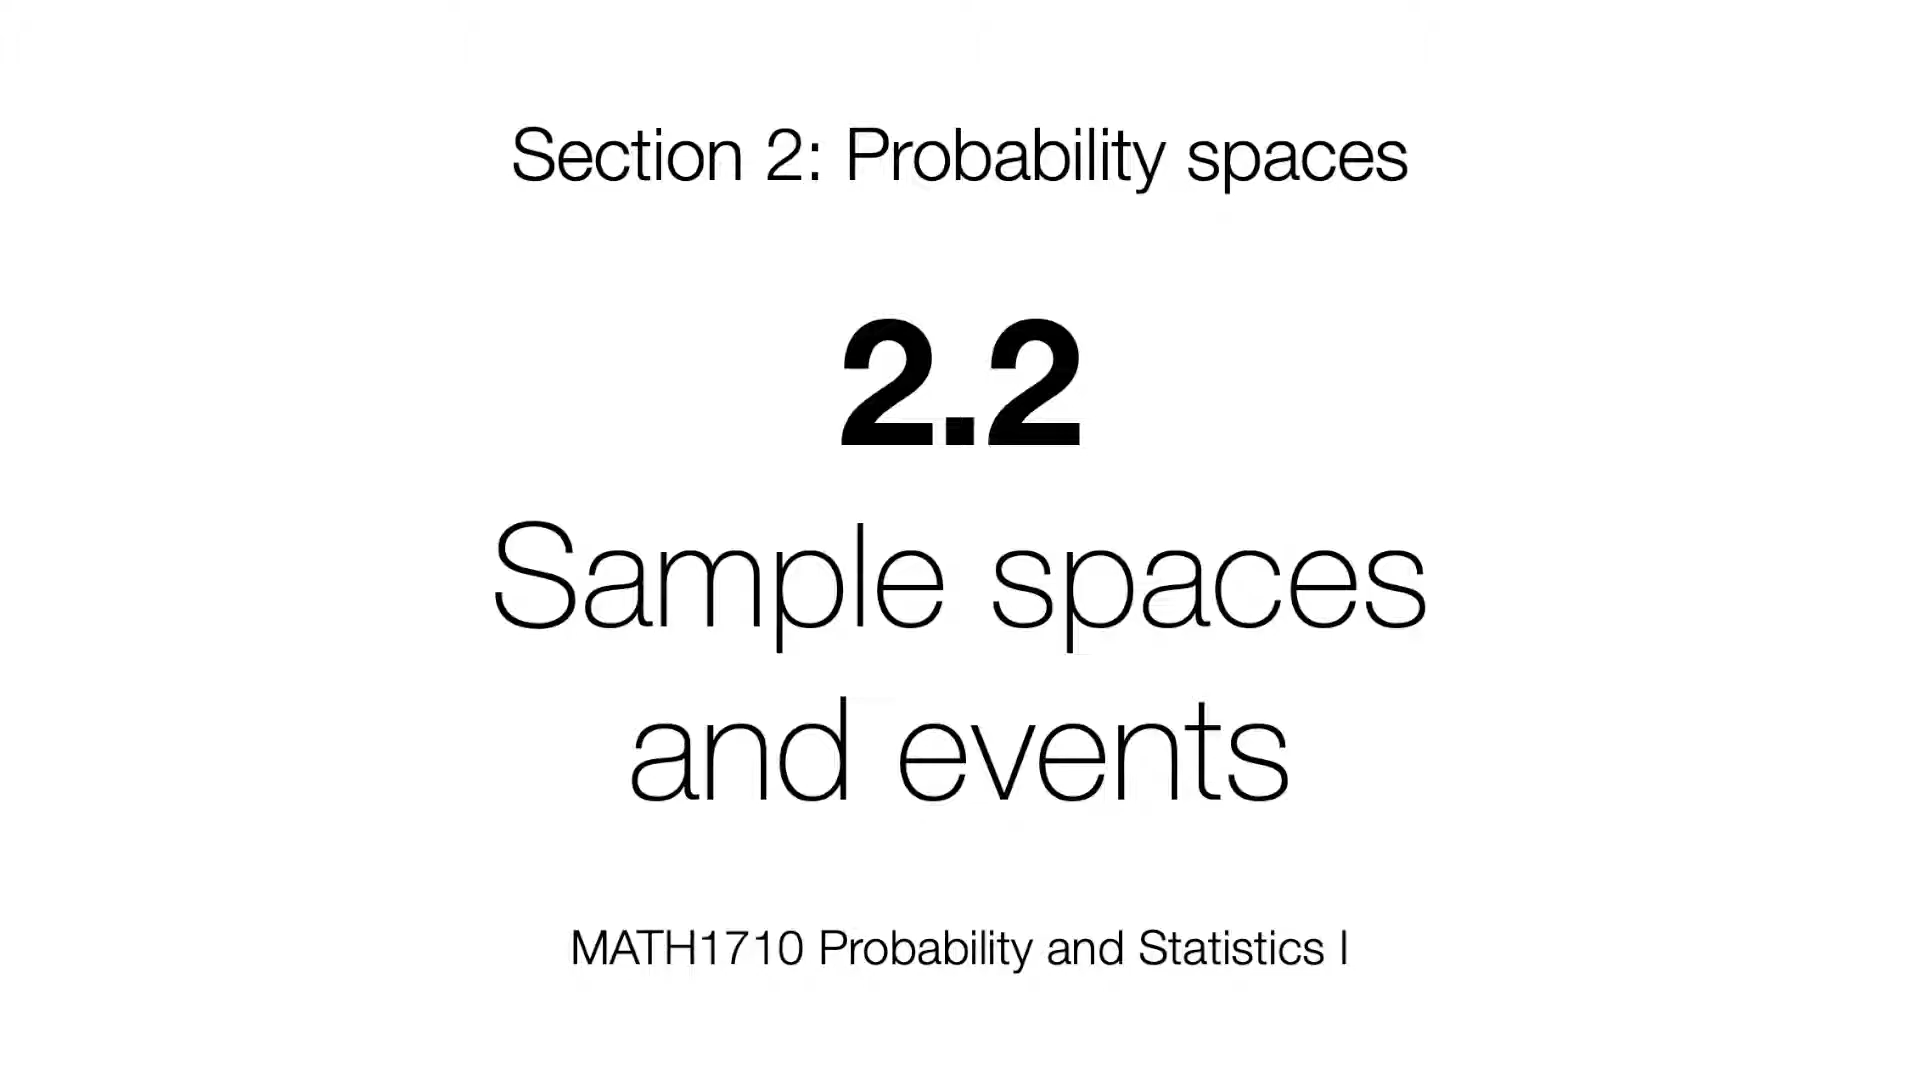 Section 2: Probability spaces
2.2
Sample spaces
and events
MATH1710 Probability and Statistics I